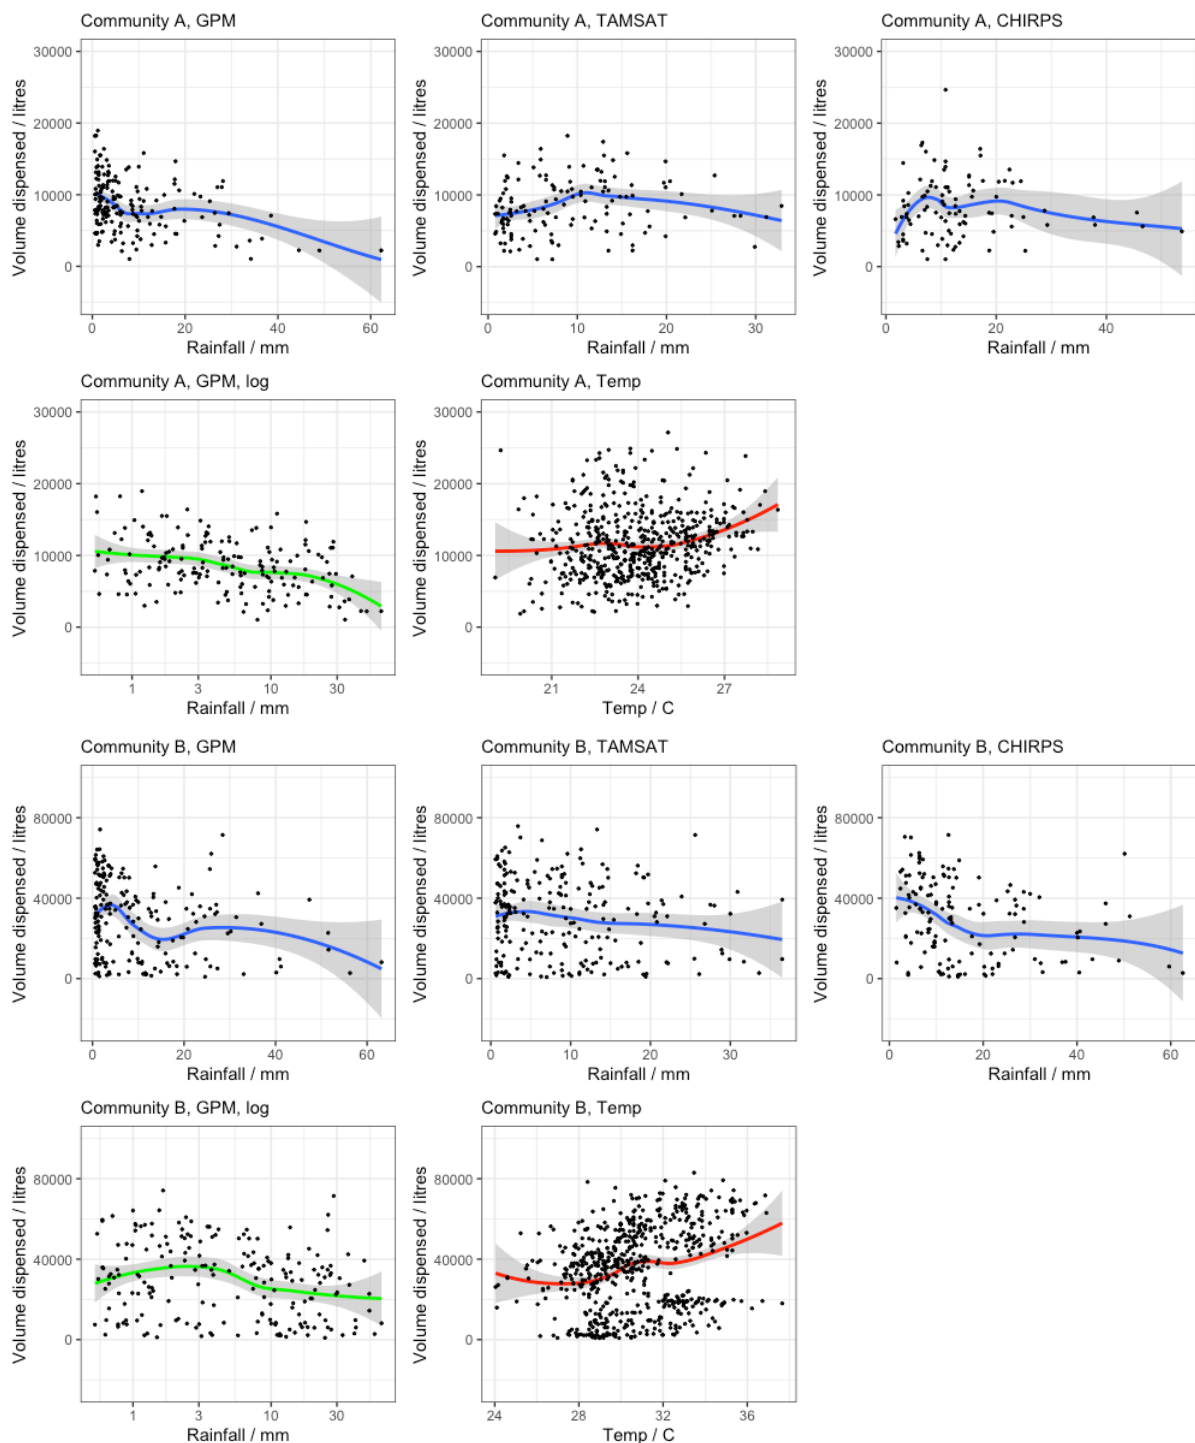 Community A, GPM
Volume dispensed / litres
30000
20000
10000
0
0 20 40 60
Rainfall / mm
Community A, TAMSAT
Volume dispensed / litres
30000
20000
10000
0
0 10 20 30
Rainfall / mm
Community A, CHIRPS
Volume dispensed / litres
30000
20000
10000
0
0 20 40
Rainfall / mm
Community A, GPM, log
Volume dispensed / litres
30000
20000
10000
0
1 3 10 30
Rainfall / mm
Community A, Temp
Volume dispensed / litres
30000
20000
10000
0
21 24 27
Temp / C
Community B, GPM
Volume dispensed / litres
80000
40000
0
0 20 40 60
Rainfall / mm
Community B, TAMSAT
Volume dispensed / litres
80000
40000
0
0 10 20 30
Rainfall / mm
Community B, CHIRPS
Volume dispensed / litres
80000
40000
0
0 20 40 60
Rainfall / mm
Community B, GPM, log
Volume dispensed / litres
80000
40000
0
1 3 10 30
Rainfall / mm
Community B, Temp
Volume dispensed / litres
80000
40000
0
24 28 32 36
Temp / C